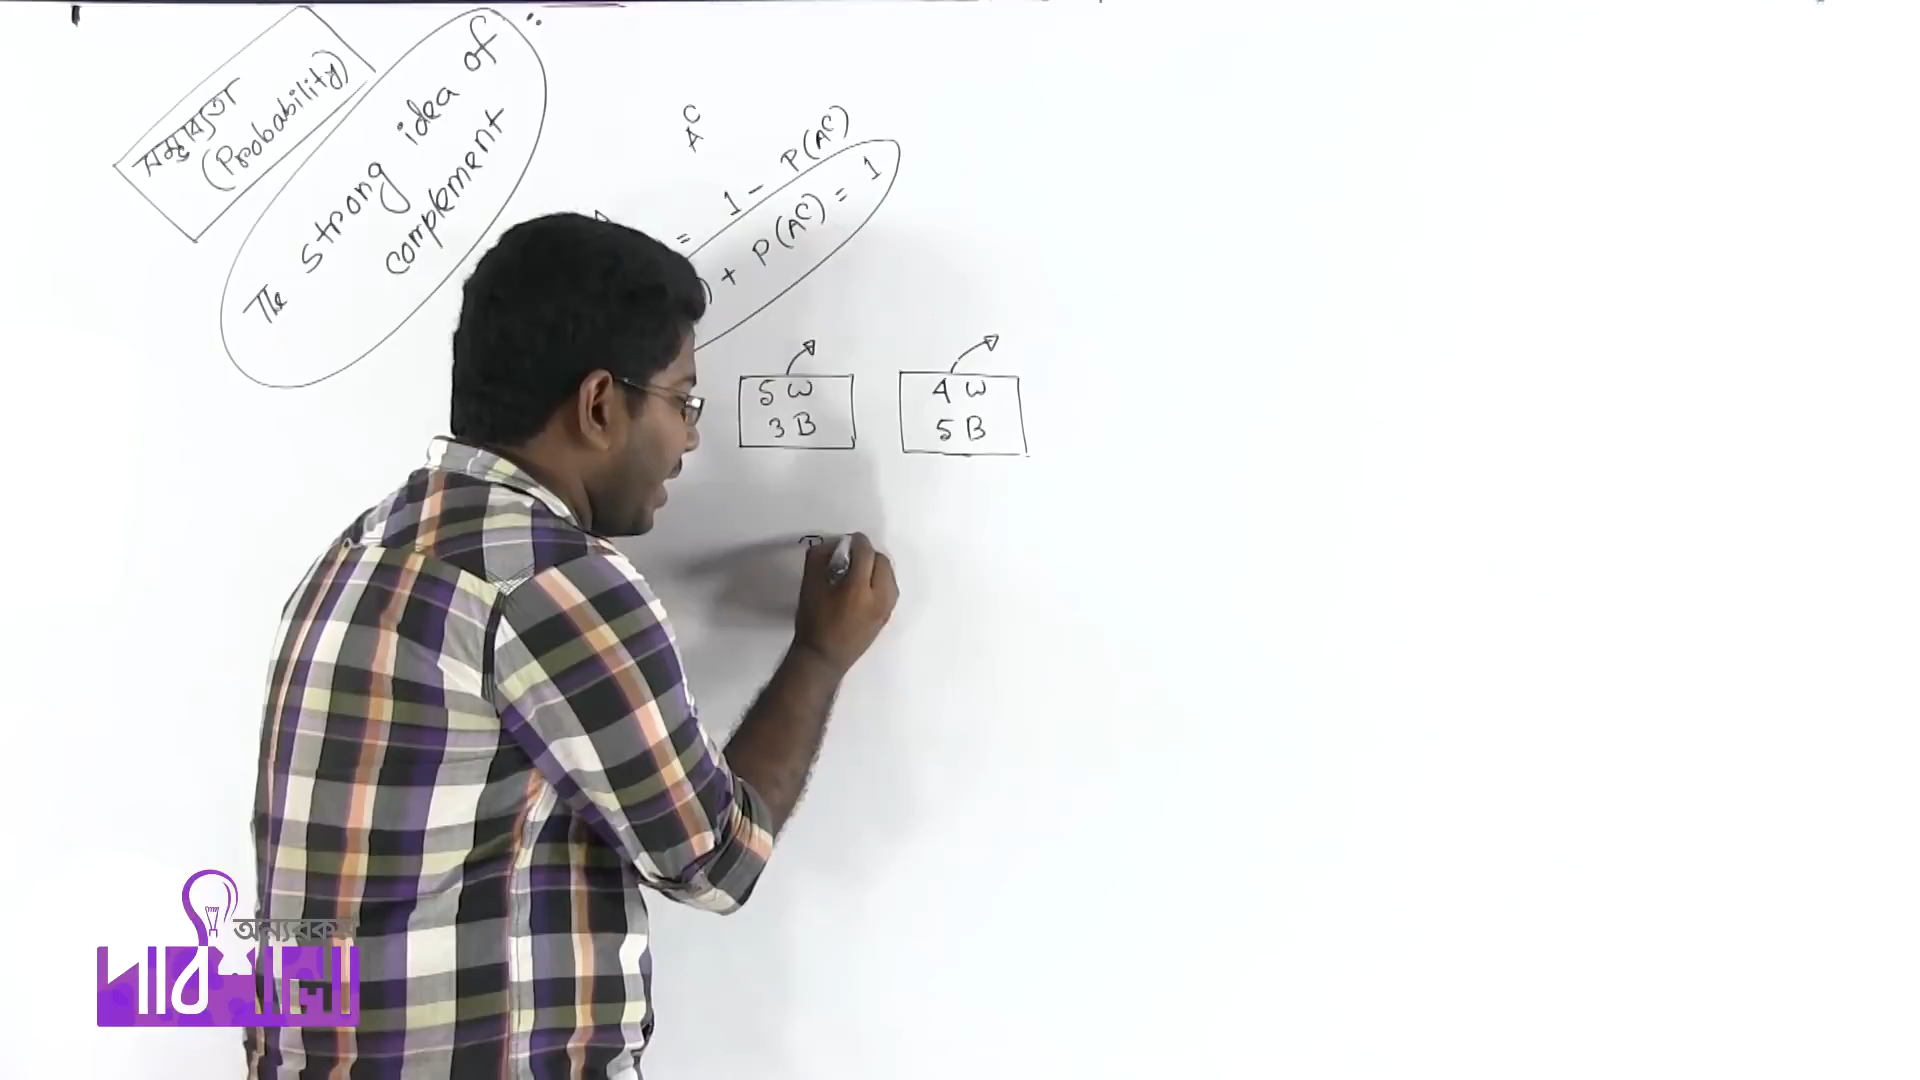 সম্ভাব্যতা
(Probability)
The strong idea of
complement
A^C
= 1 - P(A^C)
) + P(A^C) = 1
5 W
3 B
4 W
5 B
অন্যরকম
পাঠশালা